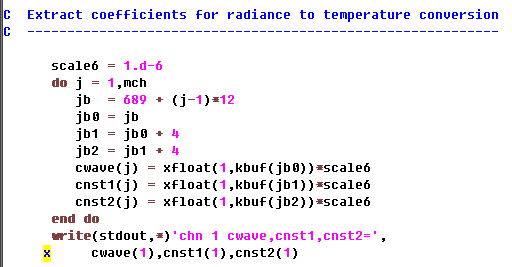 C  Extract coefficients for radiance to temperature conversion
C  -----------------------------------------------------------
scale6 = 1.d-6
do j = 1,mch
jb  = 689 + (j-1)*12
jb0 = jb
jb1 = jb0 + 4
jb2 = jb1 + 4
cwave(j) = xfloat(1,kbuf(jb0))*scale6
cnst1(j) = xfloat(1,kbuf(jb1))*scale6
cnst2(j) = xfloat(1,kbuf(jb2))*scale6
end do
write(stdout,*)'chn 1 cwave,cnst1,cnst2=',
x     cwave(1),cnst1(1),cnst2(1)